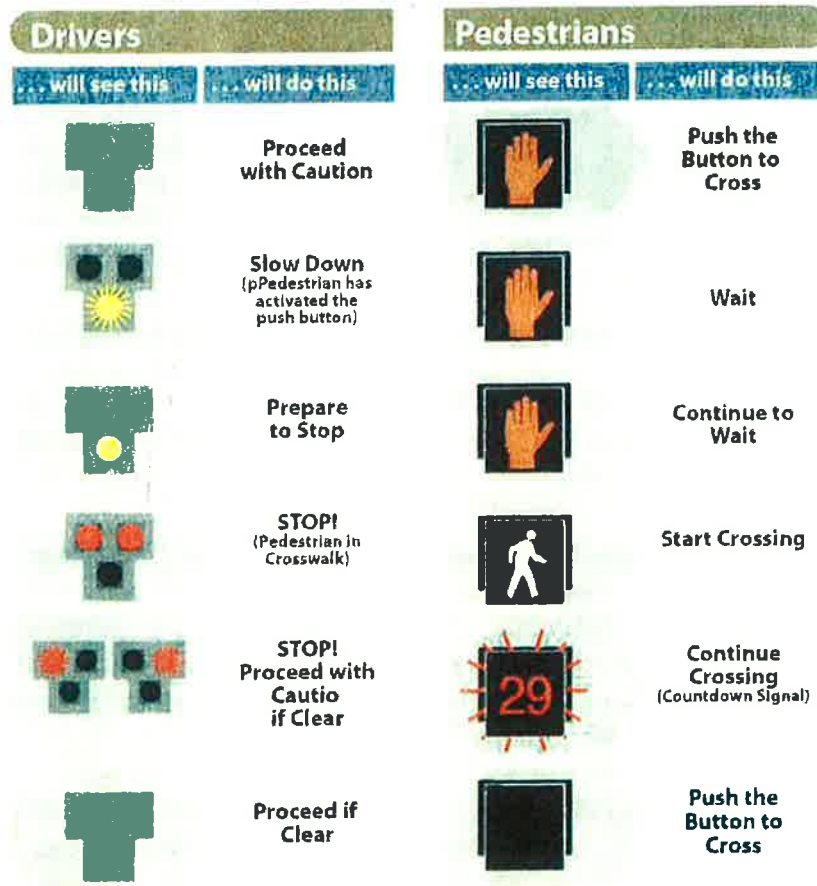 Drivers
Pedestrians
...will see this
...will do this
...will see this
...will do this
Proceed
with Caution
Push the
Button to
Cross
Slow Down
(pPedestrian has
activated the
push button)
Wait
Prepare
to Stop
Continue to
Wait
STOP!
(Pedestrian in
Crosswalk)
Start Crossing
STOP!
Proceed with
Cautio
if Clear
29
Continue
Crossing
(Countdown Signal)
Proceed if
Clear
Push the
Button to
Cross